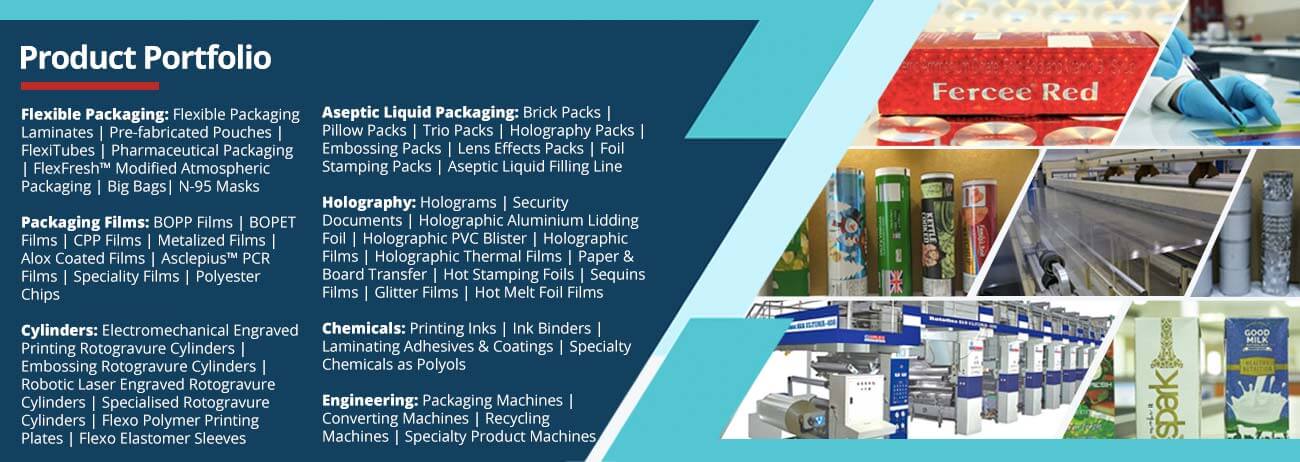 Product Portfolio
Flexible Packaging: Flexible Packaging
Laminates | Pre-fabricated Pouches |
FlexiTubes | Pharmaceutical Packaging
| FlexFresh™ Modified Atmospheric
Packaging | Big Bags| N-95 Masks
Packaging Films: BOPP Films | BOPET
Films | CPP Films | Metalized Films |
Alox Coated Films | Asclepius™ PCR
Films | Speciality Films | Polyester
Chips
Cylinders: Electromechanical Engraved
Printing Rotogravure Cylinders |
Embossing Rotogravure Cylinders |
Robotic Laser Engraved Rotogravure
Cylinders | Specialised Rotogravure
Cylinders | Flexo Polymer Printing
Plates | Flexo Elastomer Sleeves
Aseptic Liquid Packaging: Brick Packs |
Pillow Packs | Trio Packs | Holography Packs |
Embossing Packs | Lens Effects Packs | Foil
Stamping Packs | Aseptic Liquid Filling Line
Holography: Holograms | Security
Documents | Holographic Aluminium Lidding
Foil | Holographic PVC Blister | Holographic
Films | Holographic Thermal Films | Paper &
Board Transfer | Hot Stamping Foils | Sequins
Films | Glitter Films | Hot Melt Foil Films
Chemicals: Printing Inks | Ink Binders |
Laminating Adhesives & Coatings | Specialty
Chemicals as Polyols
Engineering: Packaging Machines |
Converting Machines | Recycling
Machines | Specialty Product Machines
Fercee Red
KETTLE
spak
GOOD
MILK